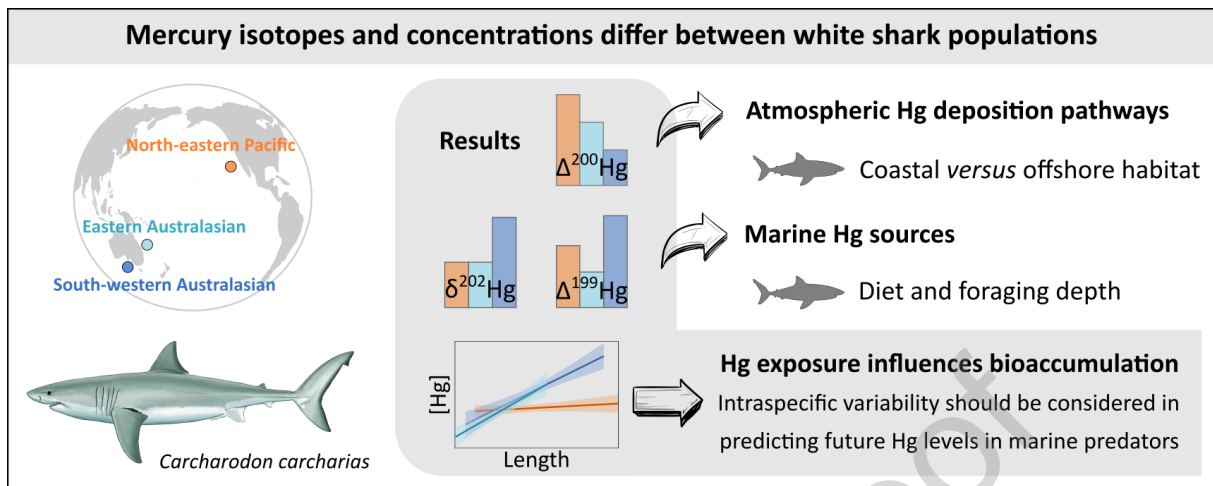 Mercury isotopes and concentrations differ between white shark populations
North-eastern Pacific
Eastern Australasian
South-western Australasian
Carcharodon carcharias
Results
Δ²⁰⁰Hg
δ²⁰²Hg
Δ¹⁹⁹Hg
[Hg]
Length
Atmospheric Hg deposition pathways
Coastal versus offshore habitat
Marine Hg sources
Diet and foraging depth
Hg exposure influences bioaccumulation
Intraspecific variability should be considered in
predicting future Hg levels in marine predators